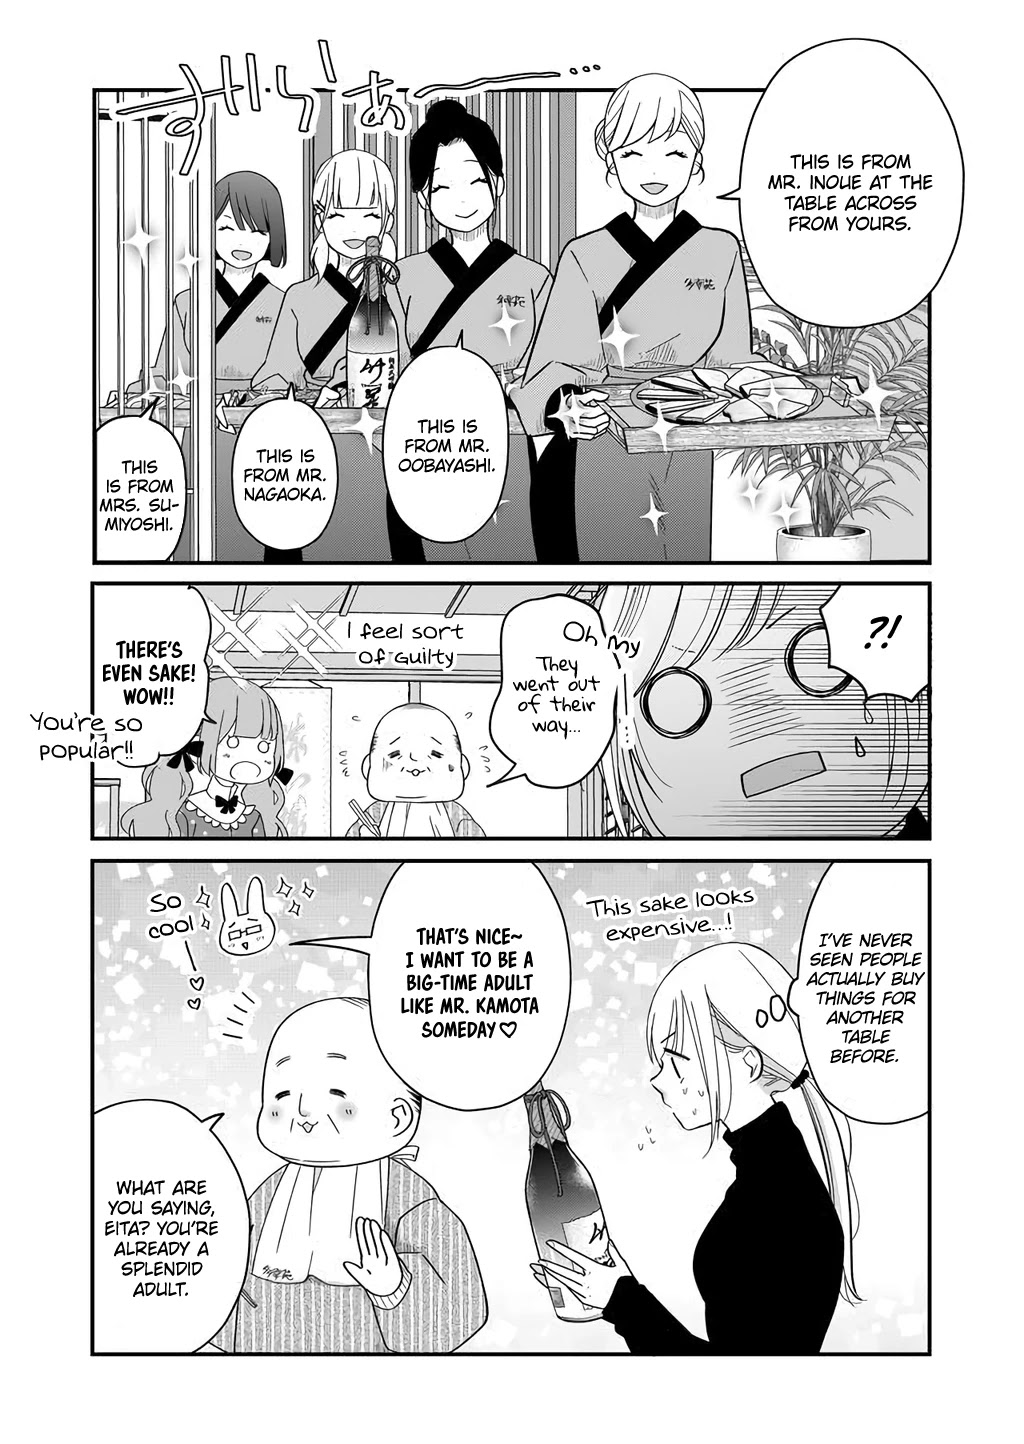 ずらぁー…
THIS IS FROM
MR. INOUE AT THE
TABLE ACROSS
FROM YOURS.
THIS IS
FROM MR.
OOBAYASHI.
THIS IS
FROM MR.
NAGAOKA.
THIS
IS FROM
MRS. SU-
MIYOSHI.
?!
Oh my
They
went out
of their
way...
I feel sort
of guilty
THERE'S
EVEN SAKE!
WOW!!
You're so
popular!!
I'VE NEVER
SEEN PEOPLE
ACTUALLY BUY
THINGS FOR
ANOTHER
TABLE
BEFORE.
This sake looks
expensive...!
THAT'S NICE~
I WANT TO BE A
BIG-TIME ADULT
LIKE MR. KAMOTA
SOMEDAY♡
So
cool—♡
WHAT ARE
YOU SAYING,
EITA? YOU'RE
ALREADY A
SPLENDID
ADULT.